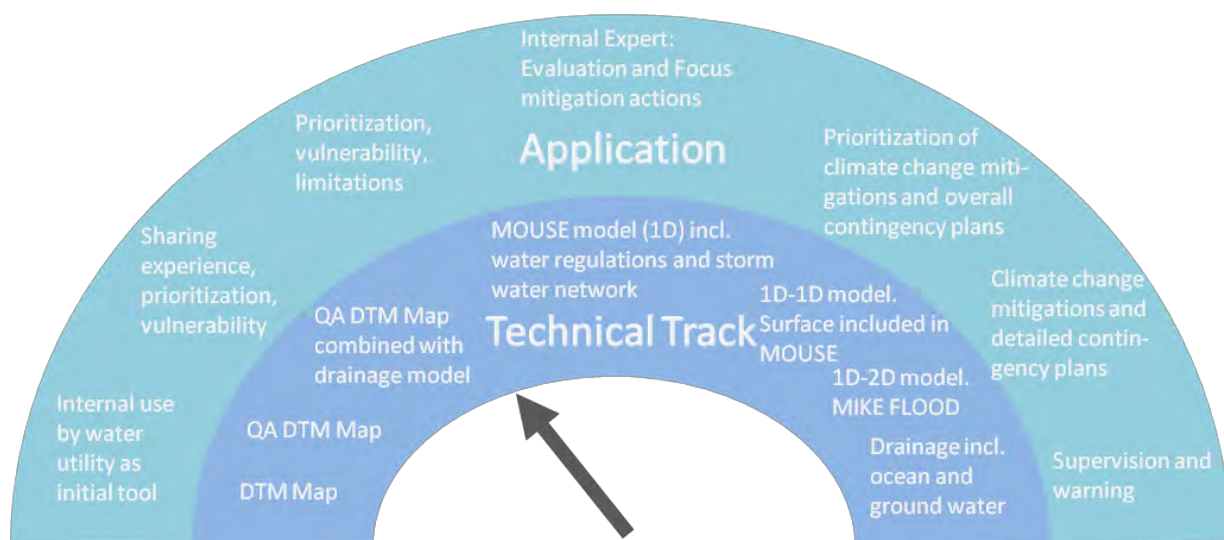 Internal Expert:
Evaluation and Focus
mitigation actions
Application
Prioritization,
vulnerability,
limitations
Prioritization of
climate change miti-
gations and overall
contingency plans
Sharing
experience,
prioritization,
vulnerability
Climate change
mitigations and
detailed contin-
gency plans
Internal use
by water
utility as
initial tool
Supervision and
warning
MOUSE model (1D) incl.
water regulations and storm
water network
Technical Track
QA DTM Map
combined with
drainage model
1D-1D model.
Surface included in
MOUSE
QA DTM Map
1D-2D model.
MIKE FLOOD
DTM Map
Drainage incl.
ocean and
ground water